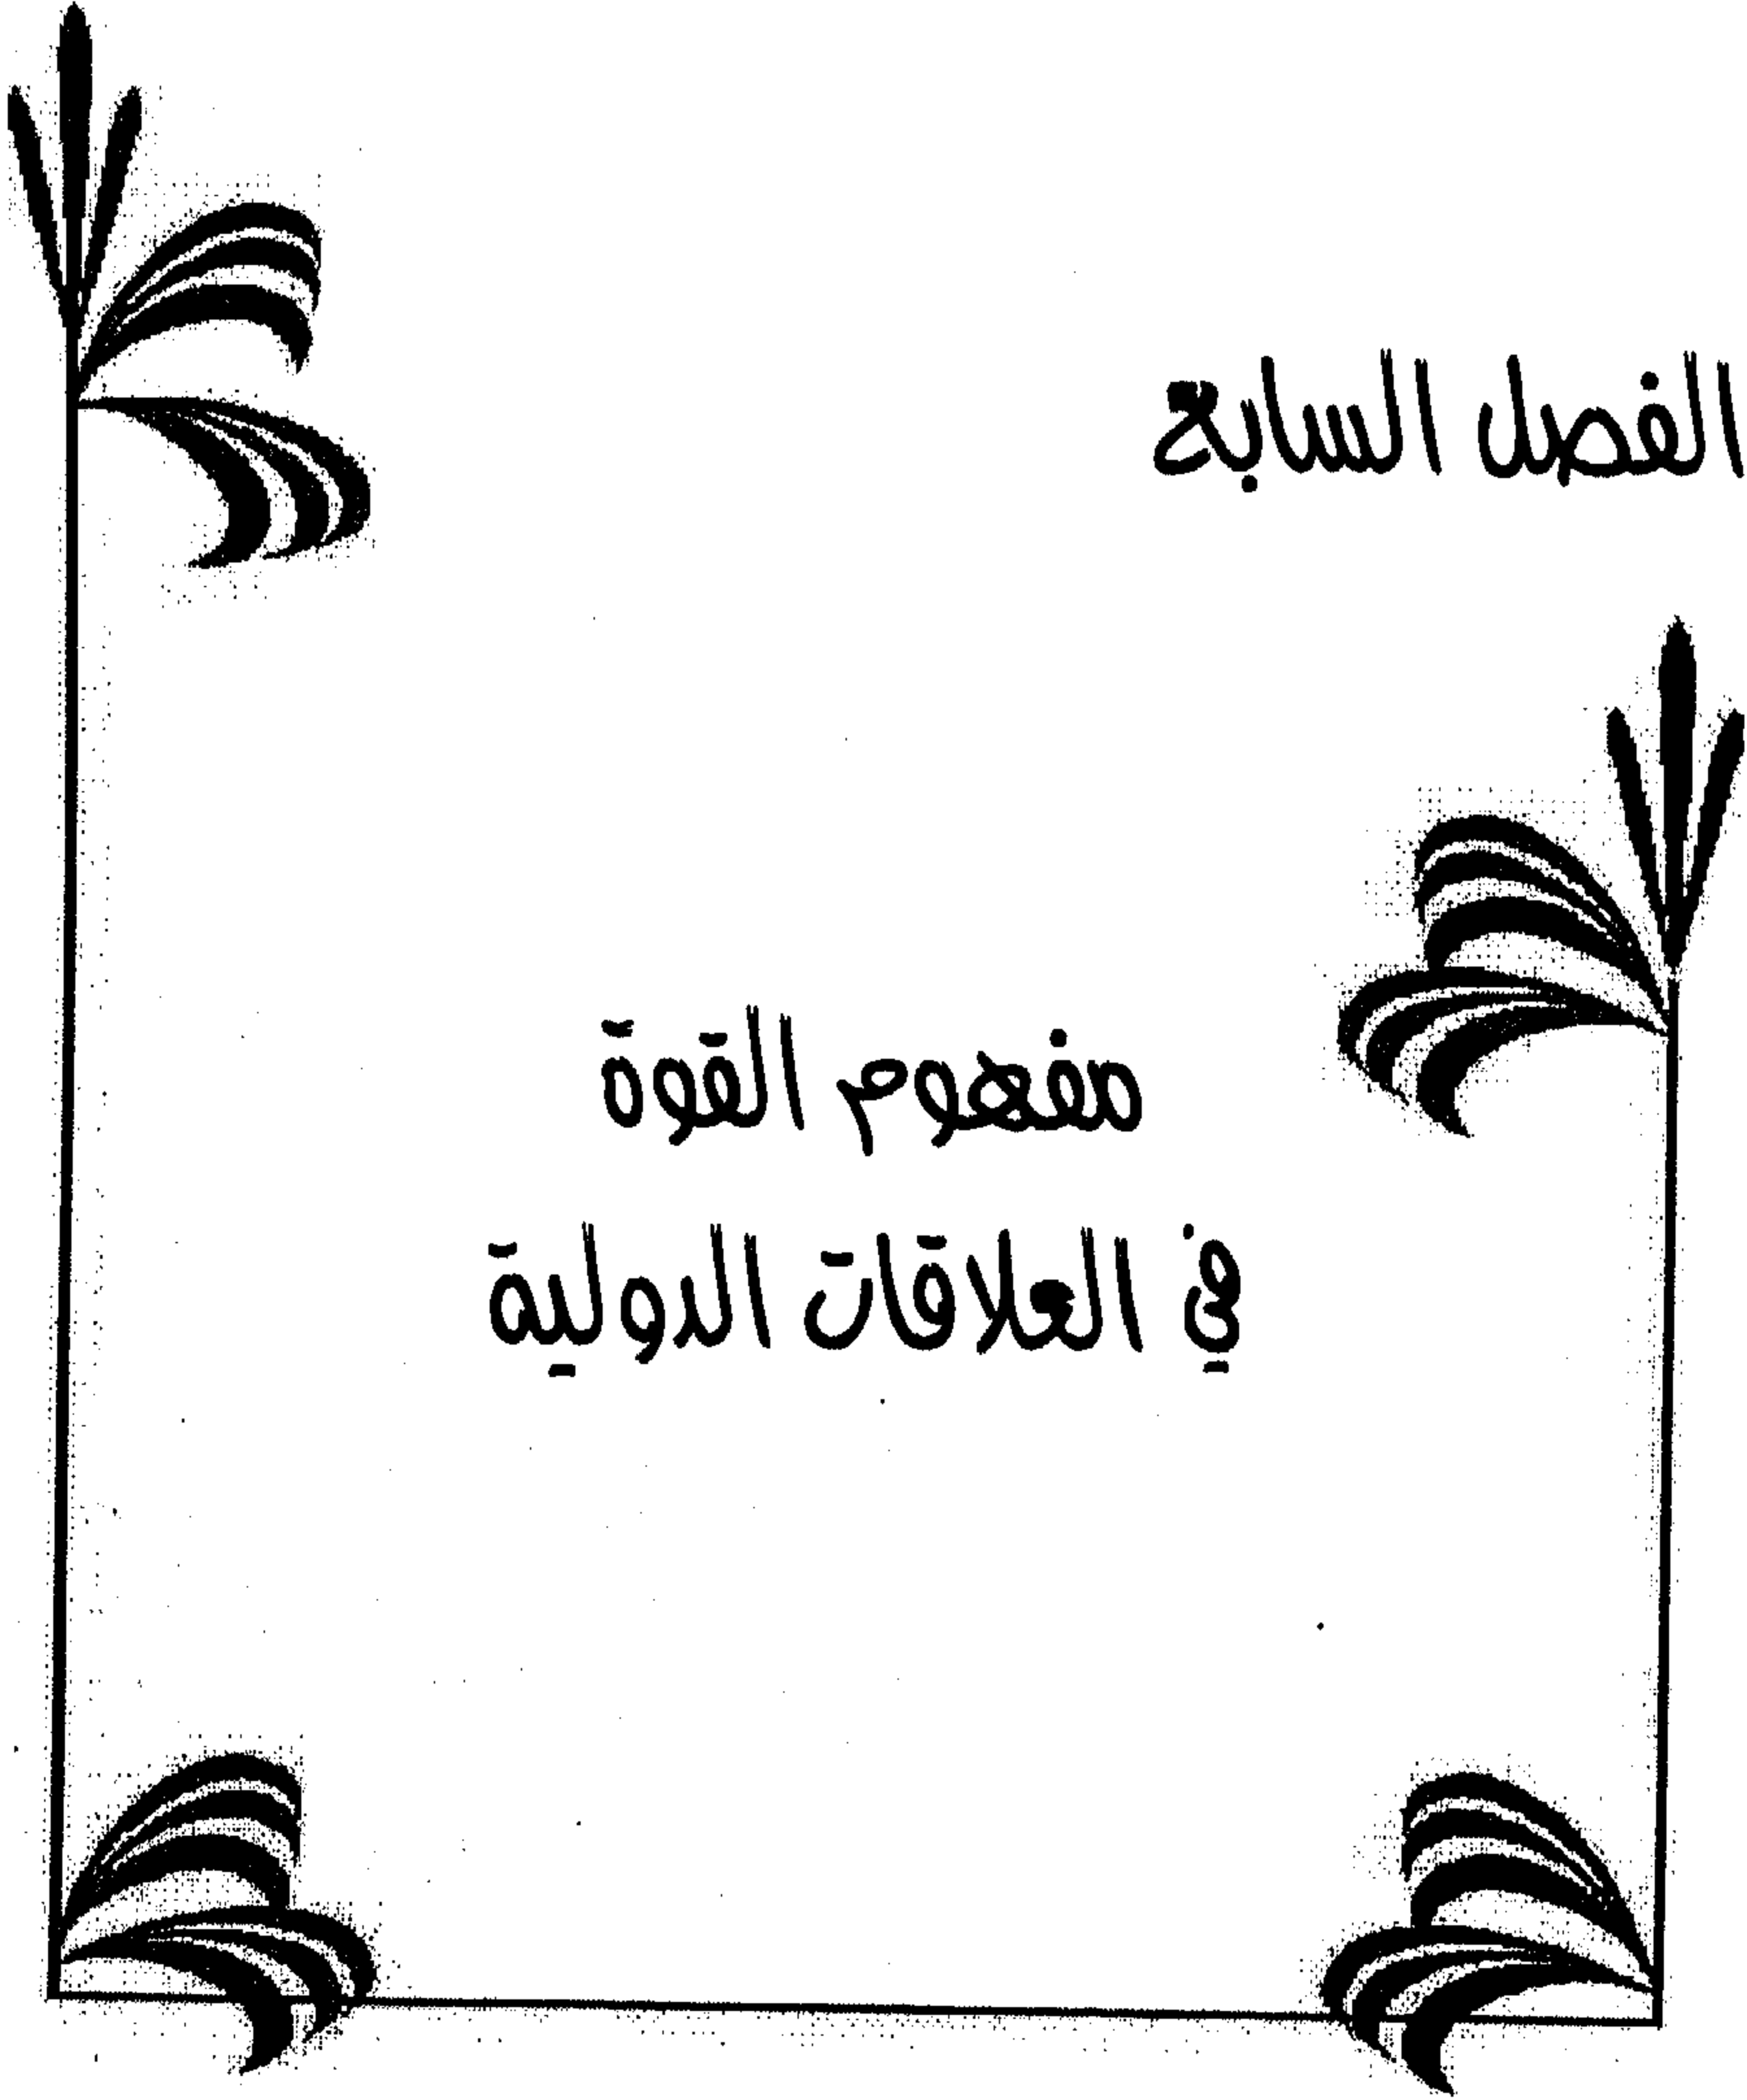 الفصل السابع
مفهوم القوة
في العلاقات الدولية